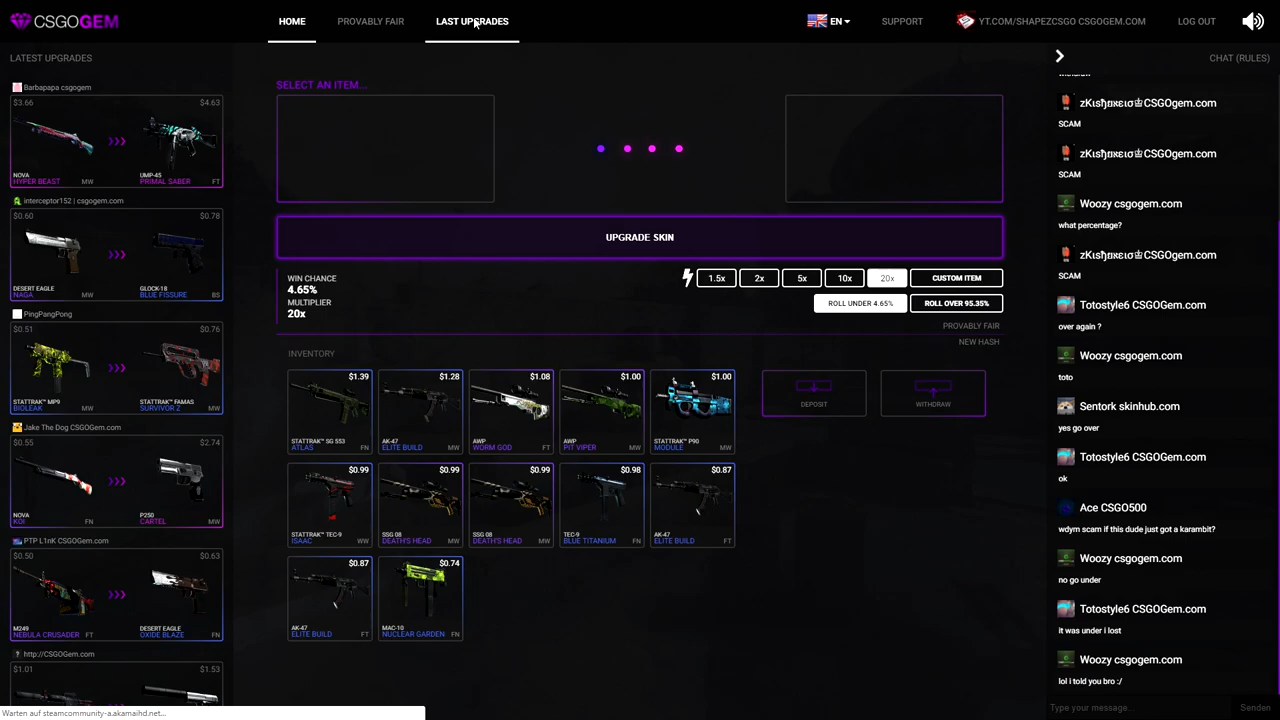 CSGOGEM
HOME
PROVABLY FAIR
LAST UPGRADES
EN
SUPPORT
YT.COM/SHAPEZCSGO CSGOGEM.COM
LOG OUT
LATEST UPGRADES
Barbapapa csgogem
$3.66
$4.63
NOVA
HYPER BEAST
MW
UMP-45
PRIMAL SABER
FT
interceptor152 | csgogem.com
$0.60
$0.78
DESERT EAGLE
NAGA
MW
GLOCK-18
BLUE FISSURE
BS
PingPangPong
$0.51
$0.76
STATTRAK™ MP9
BIOLEAK
MW
STATTRAK™ FAMAS
SURVIVOR Z
MW
Jake The Dog CSGOGem.com
$0.55
$2.74
NOVA
KOI
FN
P250
CARTEL
MW
PTP L1nK CSGOGem.com
$0.50
$0.63
M249
NEBULA CRUSADER
FT
DESERT EAGLE
OXIDE BLAZE
FN
http://CSGOGem.com
$1.01
$1.53
Warten auf steamcommunity-a.akamaihd.net...
SELECT AN ITEM...
UPGRADE SKIN
WIN CHANCE
4.65%
MULTIPLIER
20x
1.5x
2x
5x
10x
20x
CUSTOM ITEM
ROLL UNDER 4.65%
ROLL OVER 95.35%
PROVABLY FAIR
NEW HASH
INVENTORY
$1.39
STATTRAK™ SG 553
ATLAS
FN
$1.28
AK-47
ELITE BUILD
MW
$1.08
AWP
WORM GOD
FT
$1.00
AWP
PIT VIPER
MW
$1.00
STATTRAK™ P90
MODULE
MW
DEPOSIT
WITHDRAW
$0.99
STATTRAK™ TEC-9
ISAAC
WW
$0.99
SSG 08
DEATH'S HEAD
MW
$0.99
SSG 08
DEATH'S HEAD
MW
$0.98
TEC-9
BLUE TITANIUM
FN
$0.87
AK-47
ELITE BUILD
FT
$0.87
AK-47
ELITE BUILD
FT
$0.74
MAC-10
NUCLEAR GARDEN
FN
CHAT (RULES)
CSGOgem.com
SCAM
CSGOgem.com
SCAM
Woozy csgogem.com
what percentage?
CSGOgem.com
SCAM
Totostyle6 CSGOGem.com
over again ?
Woozy csgogem.com
toto
Sentork skinhub.com
yes go over
Totostyle6 CSGOGem.com
ok
Ace CSGO500
wdym scam if this dude just got a karambit?
Woozy csgogem.com
no go under
Totostyle6 CSGOGem.com
it was under i lost
Woozy csgogem.com
lol i told you bro :/
Type your message...
Senden